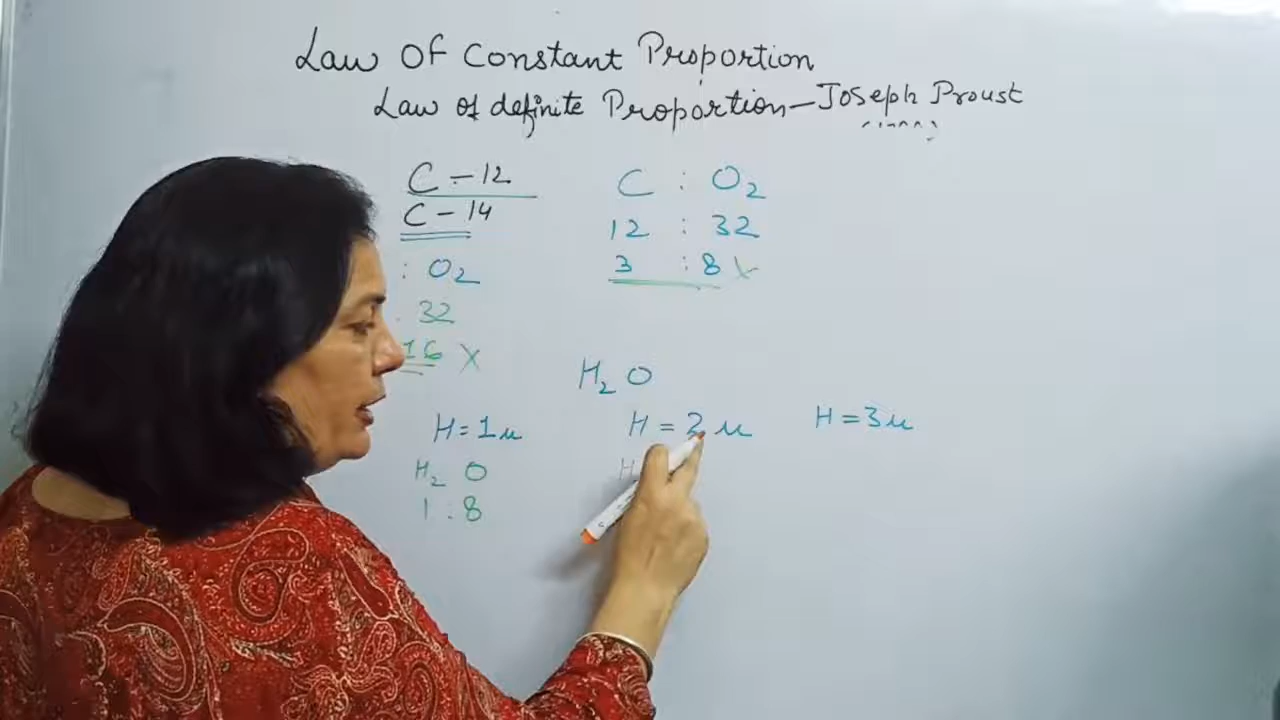 Law Of Constant Proportion
Law of definite Proportion – Joseph Proust
C – 12
C – 14
: O2
: 32
16 X
C : O2
12 : 32
3 : 8 X
H2 O
H = 1u
H2 O
1 : 8
H = 2 u
H
H = 3u